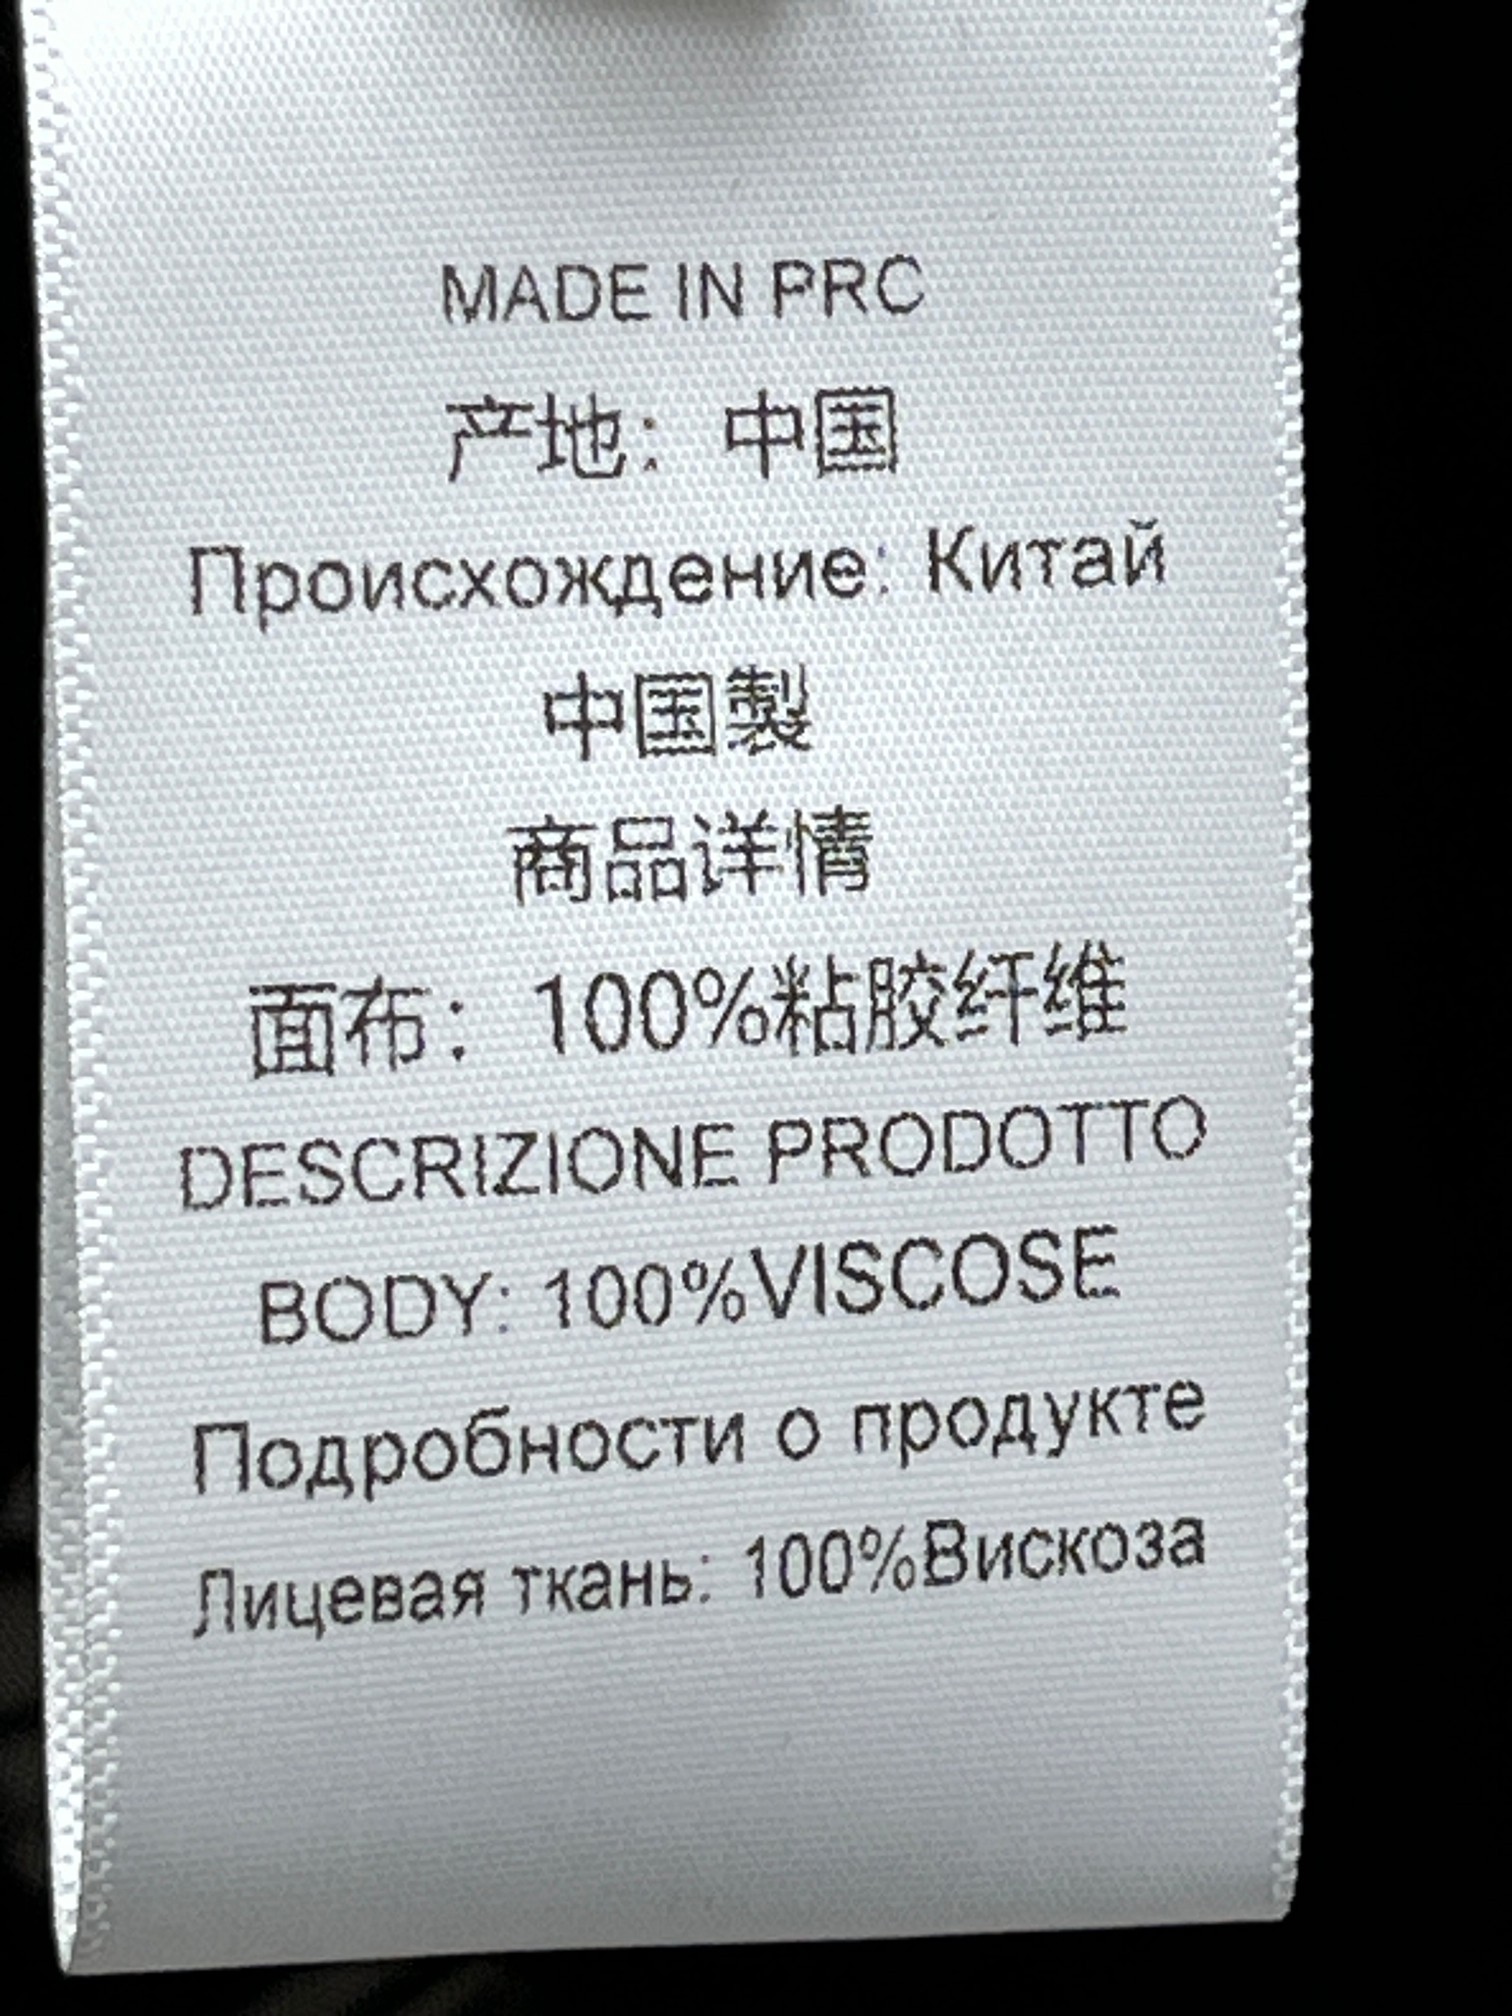 MADE IN PRC
产地：中国
Происхождение: Китай
中国製
商品详情
面布：100%粘胶纤维
DESCRIZIONE PRODOTTO
BODY: 100%VISCOSE
Подробности о продукте
Лицевая ткань: 100%Вискоза